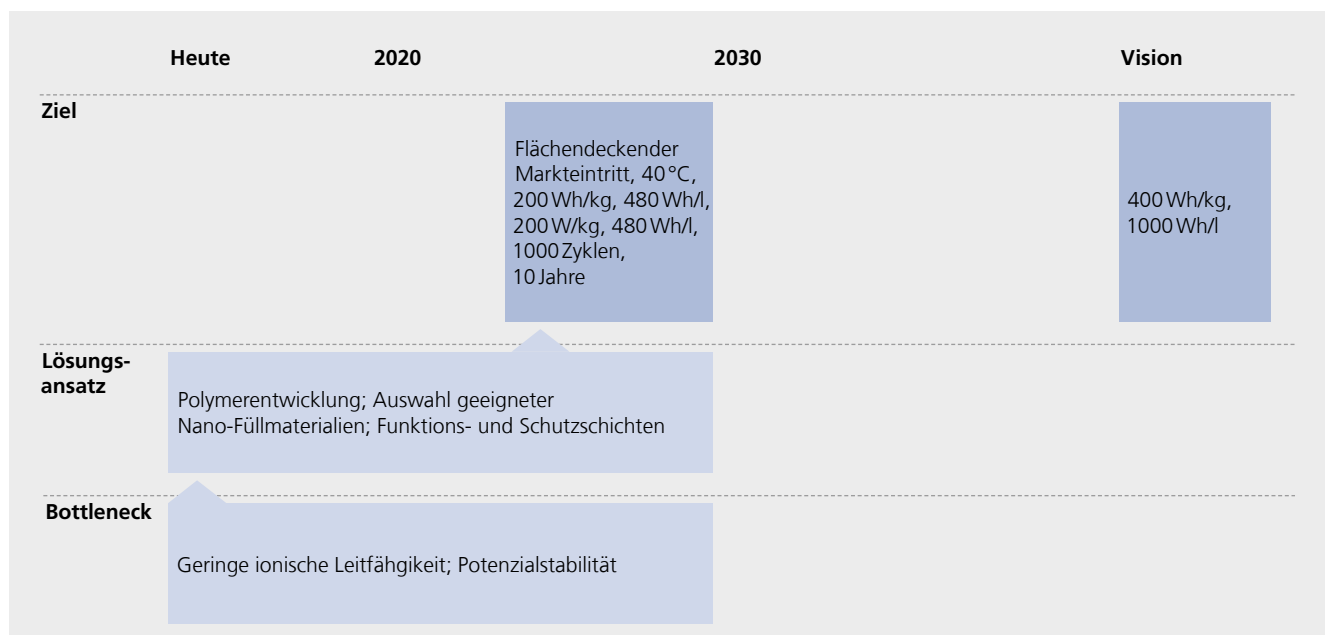 Heute 2020 2030 Vision
Ziel
Flächendeckender
Markteintritt, 40 °C,
200 Wh/kg, 480 Wh/l,
200 W/kg, 480 Wh/l,
1000 Zyklen,
10 Jahre
400 Wh/kg,
1000 Wh/l
Lösungs-
ansatz
Polymerentwicklung; Auswahl geeigneter
Nano-Füllmaterialien; Funktions- und Schutzschichten
Bottleneck
Geringe ionische Leitfähgikeit; Potenzialstabilität